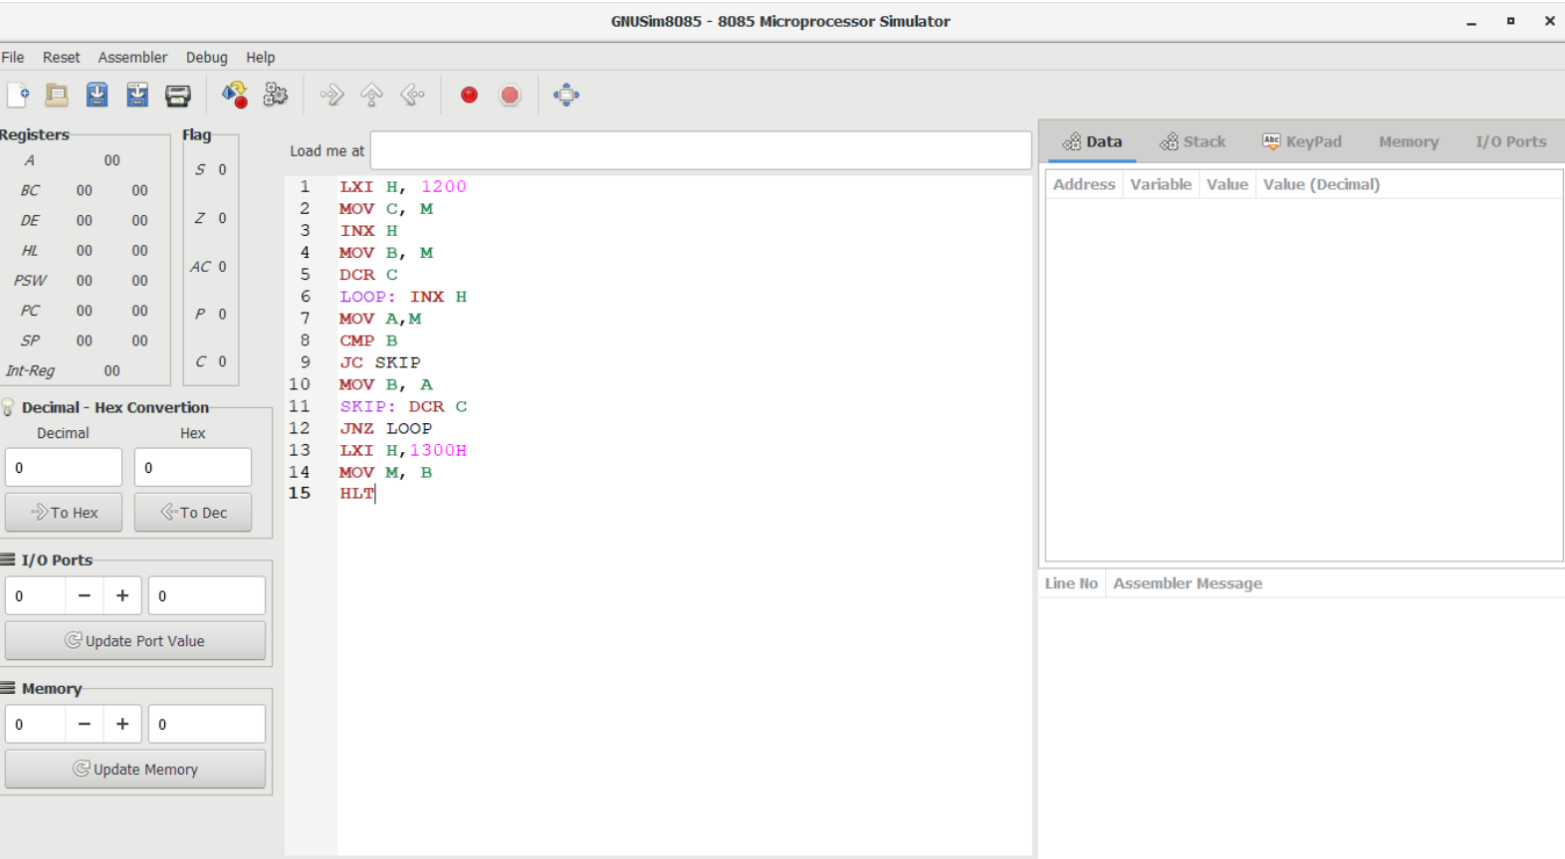 GNUSim8085 - 8085 Microprocessor Simulator
File Reset Assembler Debug Help
Registers
A 00
BC 00 00
DE 00 00
HL 00 00
PSW 00 00
PC 00 00
SP 00 00
Int-Reg 00
Flag
S 0
Z 0
AC 0
P 0
C 0
Decimal - Hex Convertion
Decimal Hex
0 0
To Hex To Dec
I/O Ports
0 − + 0
Update Port Value
Memory
0 − + 0
Update Memory
Load me at
1 LXI H, 1200
2 MOV C, M
3 INX H
4 MOV B, M
5 DCR C
6 LOOP: INX H
7 MOV A,M
8 CMP B
9 JC SKIP
10 MOV B, A
11 SKIP: DCR C
12 JNZ LOOP
13 LXI H,1300H
14 MOV M, B
15 HLT
Data Stack Abc KeyPad Memory I/O Ports
Address Variable Value Value (Decimal)
Line No Assembler Message